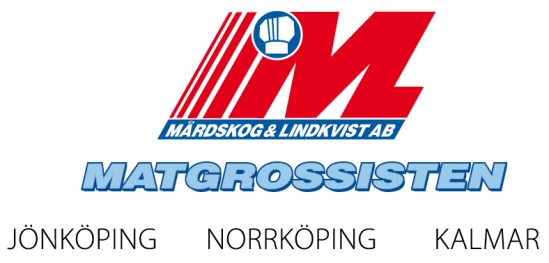 M
MÅRDSKOG & LINDKVIST AB
MATGROSSISTEN
JÖNKÖPING NORRKÖPING KALMAR